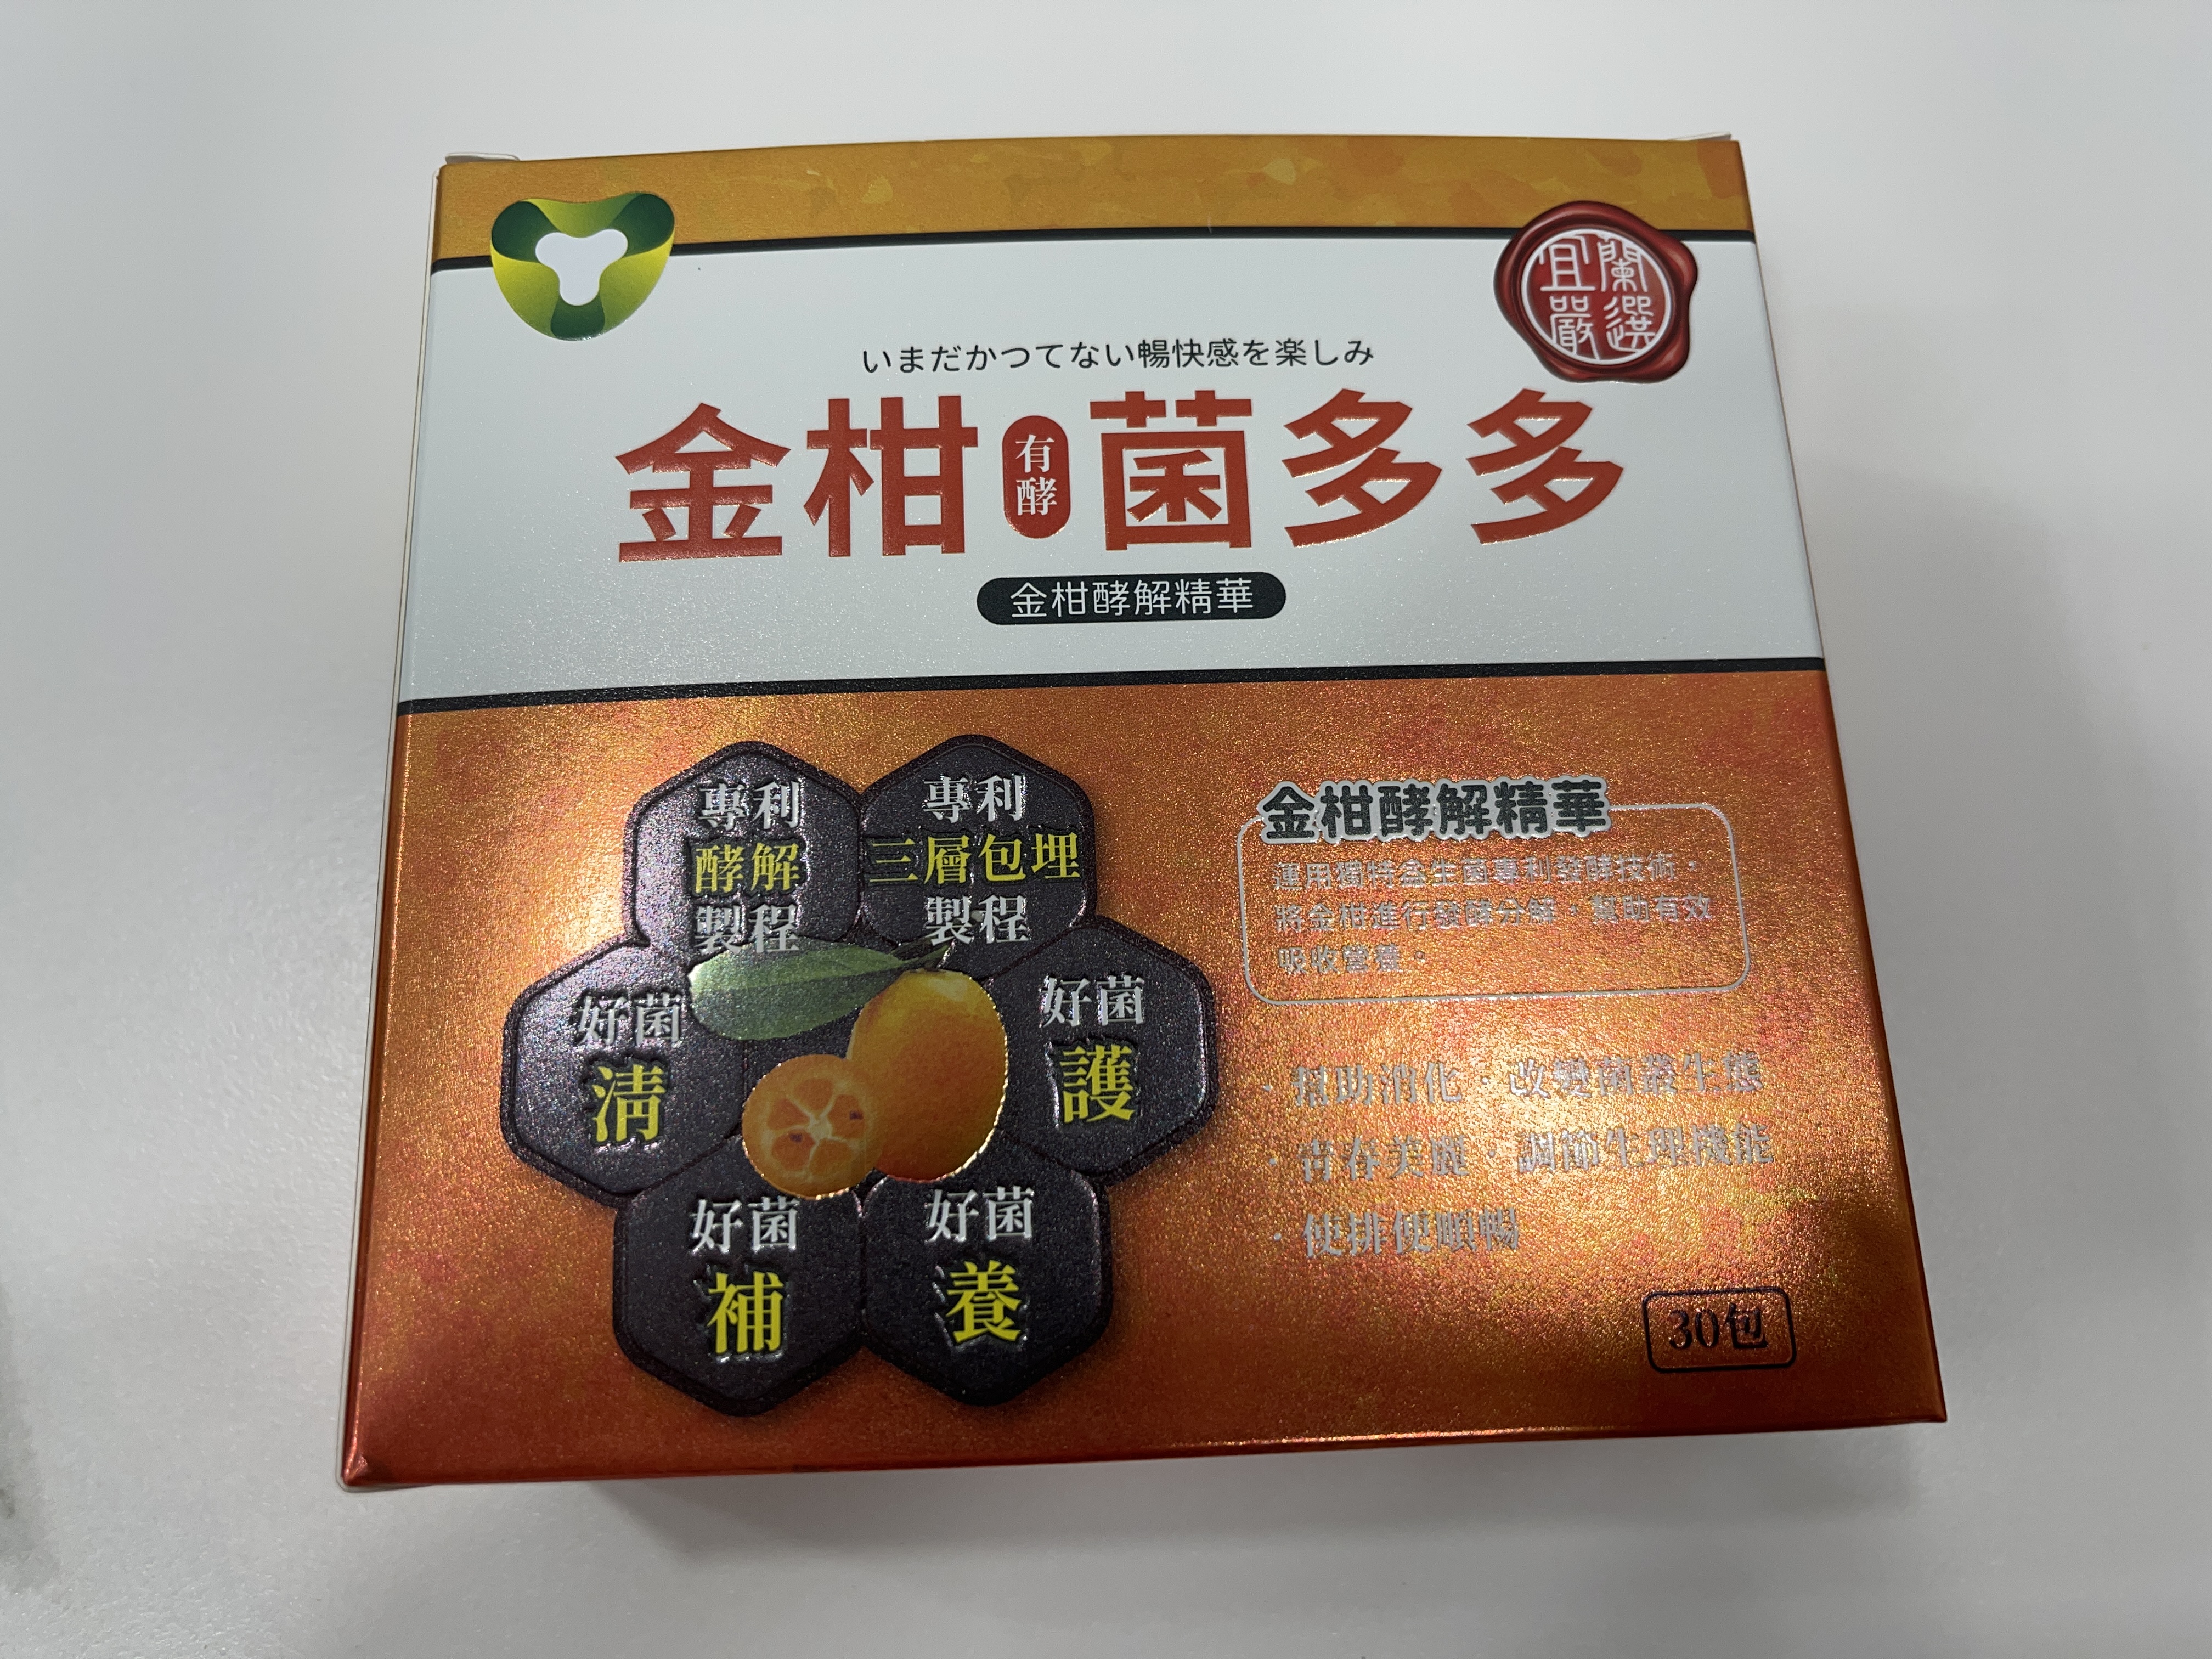 宜蘭
嚴選
いまだかつてない暢快感を楽しみ
金柑有酵菌多多
金柑酵解精華
專利
酵解
製程
專利
三層包埋
製程
好菌
清
好菌
護
好菌
補
好菌
養
金柑酵解精華
運用獨特益生菌專利發酵技術，
將金柑進行發酵分解，幫助有效
吸收營養。
·幫助消化·改變菌叢生態
·青春美麗·調節生理機能
·使排便順暢
30包